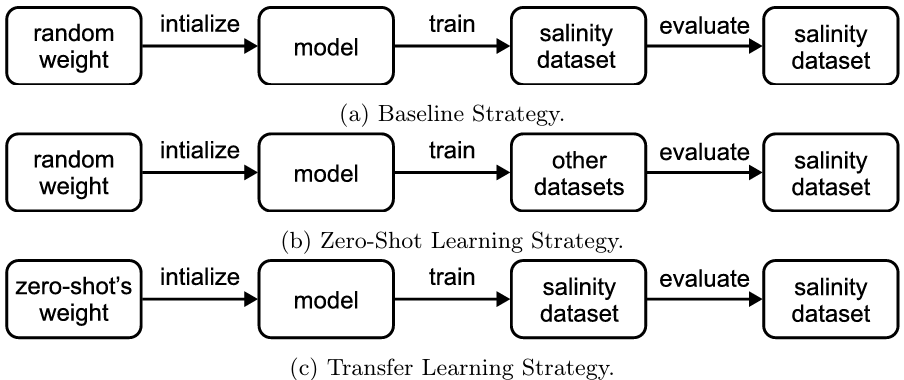 random weight
intialize
model
train
salinity dataset
evaluate
salinity dataset
(a) Baseline Strategy.
random weight
intialize
model
train
other datasets
evaluate
salinity dataset
(b) Zero-Shot Learning Strategy.
zero-shot's weight
intialize
model
train
salinity dataset
evaluate
salinity dataset
(c) Transfer Learning Strategy.